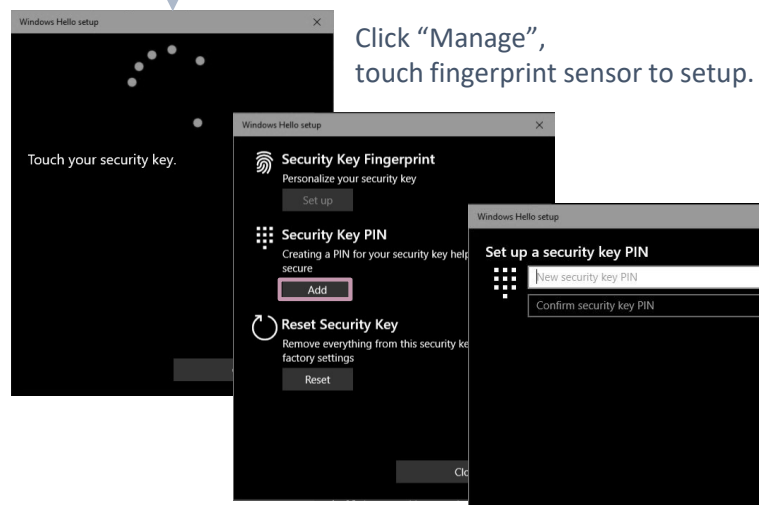 Windows Hello setup
Click “Manage”,
touch fingerprint sensor to setup.
Touch your security key.
Windows Hello setup
Security Key Fingerprint
Personalize your security key
Set up
Security Key PIN
Creating a PIN for your security key help
secure
Add
Reset Security Key
Remove everything from this security ke
factory settings
Reset
Windows Hello setup
Set up a security key PIN
New security key PIN
Confirm security key PIN